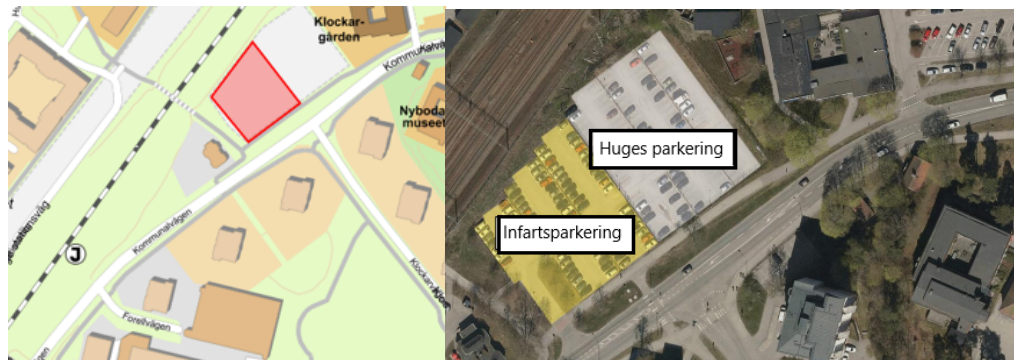 Klockar-
gården
Kommunalvägen
Nyboda
museet
Kommunalvägen
J
Forellvägen
Huges parkering
Infartsparkering